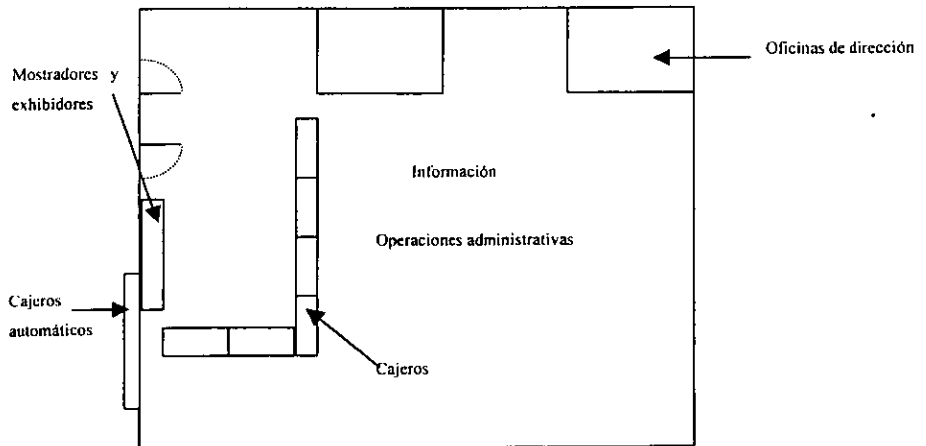 Oficinas de dirección
Mostradores y
exhibidores
Información
Operaciones administrativas
Cajeros
automáticos
Cajeros